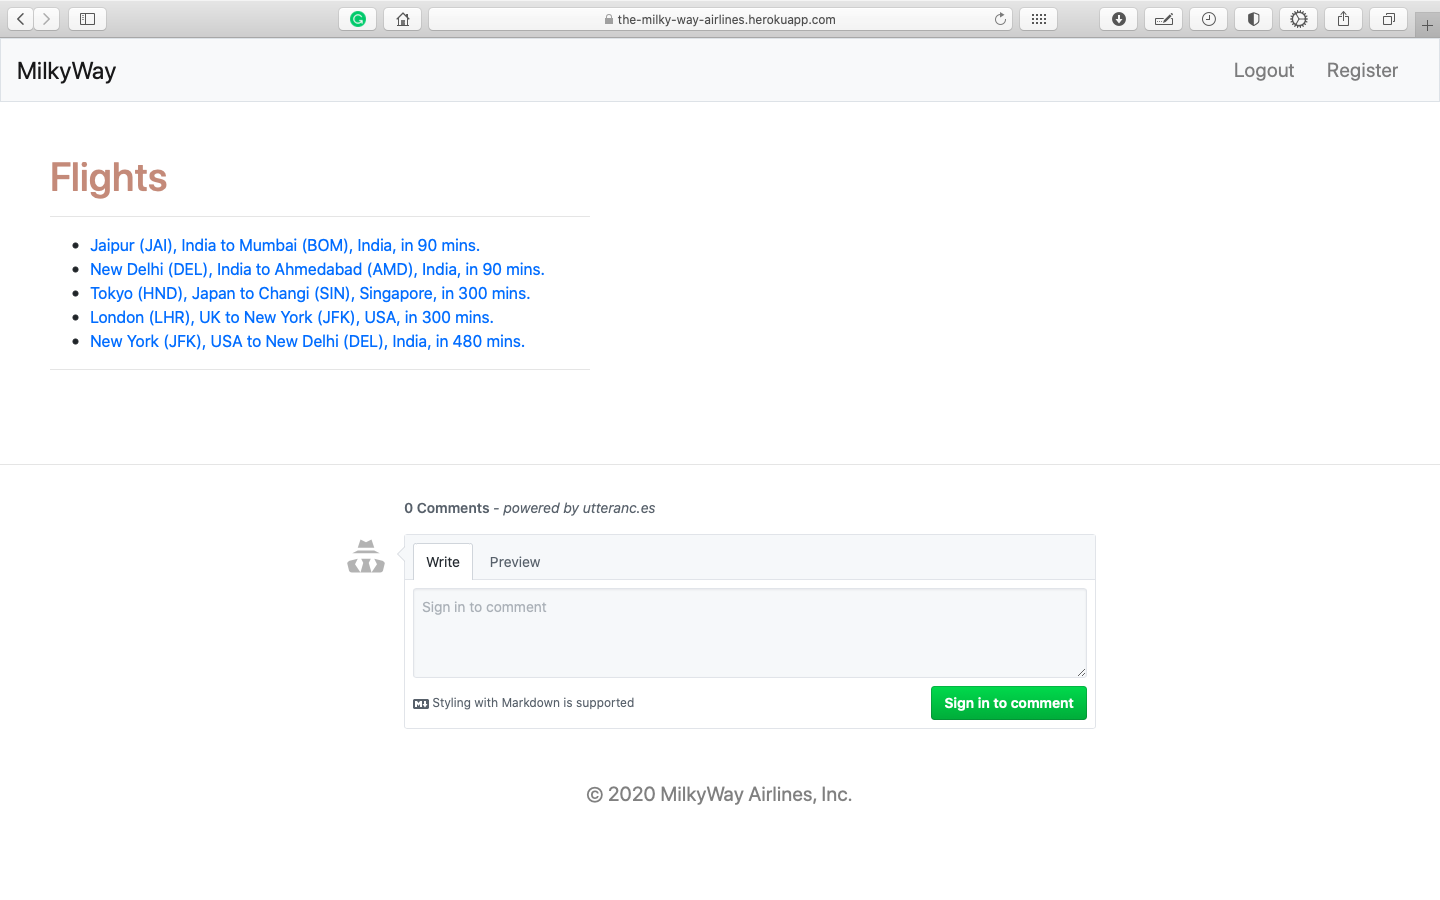 the-milky-way-airlines.herokuapp.com
MilkyWay
Logout Register
Flights
Jaipur (JAI), India to Mumbai (BOM), India, in 90 mins.
New Delhi (DEL), India to Ahmedabad (AMD), India, in 90 mins.
Tokyo (HND), Japan to Changi (SIN), Singapore, in 300 mins.
London (LHR), UK to New York (JFK), USA, in 300 mins.
New York (JFK), USA to New Delhi (DEL), India, in 480 mins.
0 Comments - powered by utteranc.es
Write Preview
Sign in to comment
Styling with Markdown is supported
Sign in to comment
© 2020 MilkyWay Airlines, Inc.